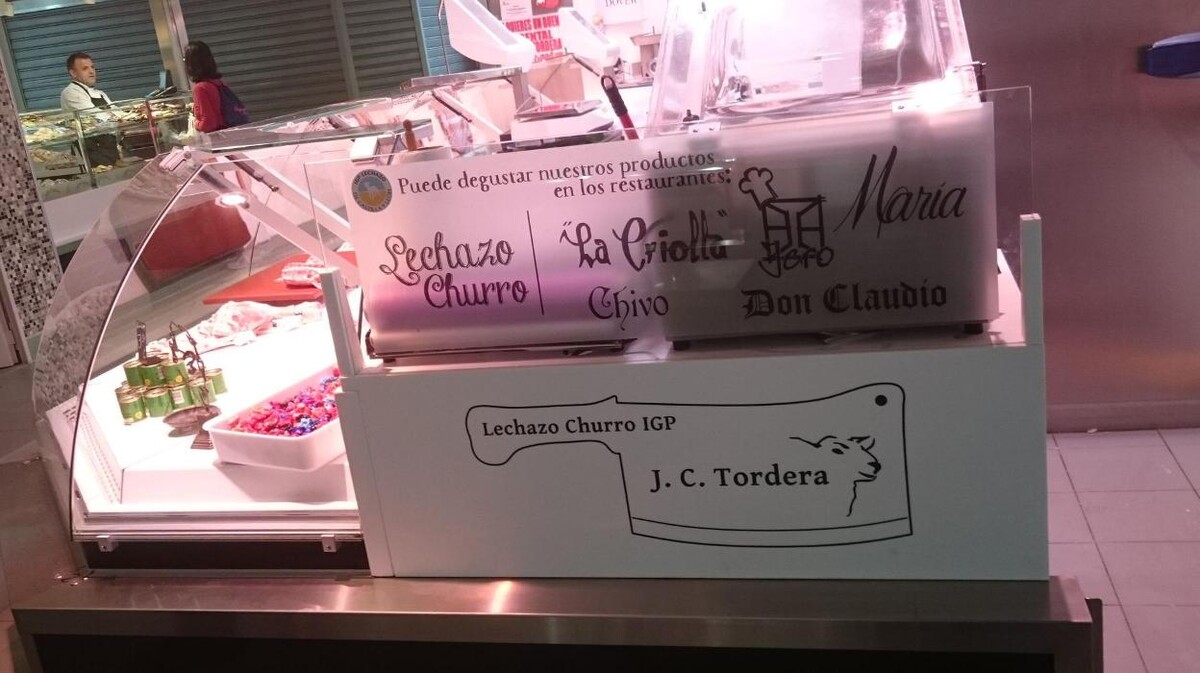 DOVER
Puede degustar nuestros productos
en los restaurantes:
Lechazo
Churro
"La Criolla"
Chivo
María
Don Claudio
Lechazo Churro IGP
J. C. Tordera